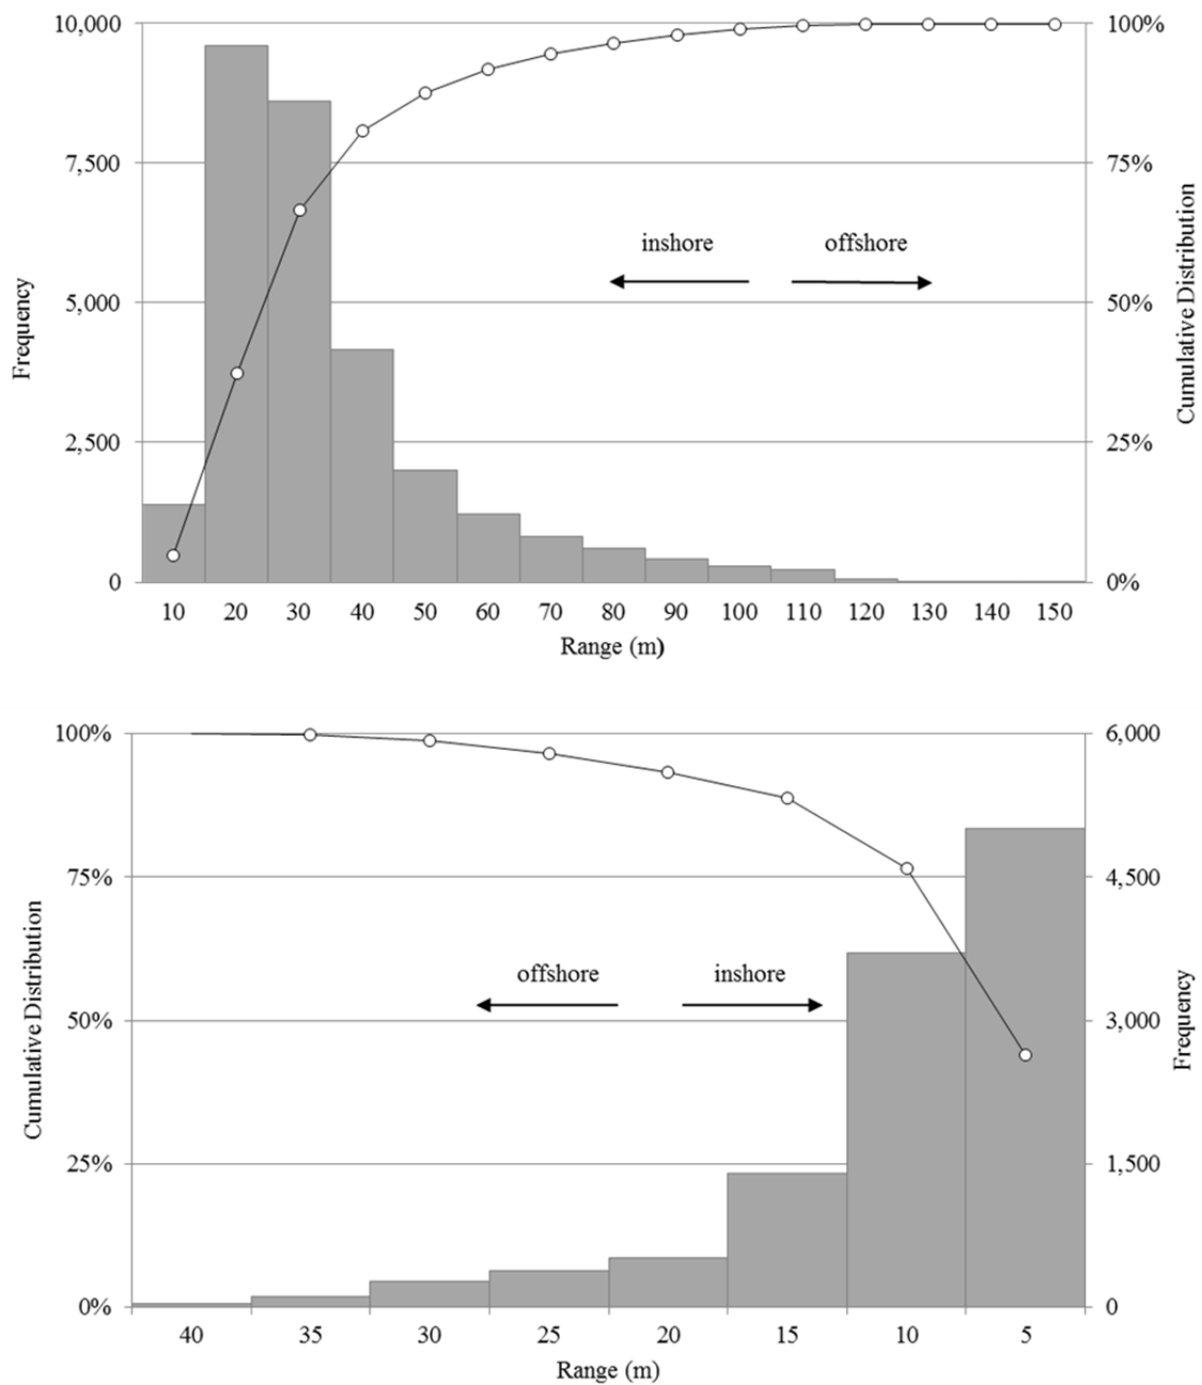 10,000
7,500
5,000
2,500
0
Frequency
100%
75%
50%
25%
0%
Cumulative Distribution
inshore offshore
10 20 30 40 50 60 70 80 90 100 110 120 130 140 150
Range (m)
100%
75%
50%
25%
0%
Cumulative Distribution
6,000
4,500
3,000
1,500
0
Frequency
offshore inshore
40 35 30 25 20 15 10 5
Range (m)